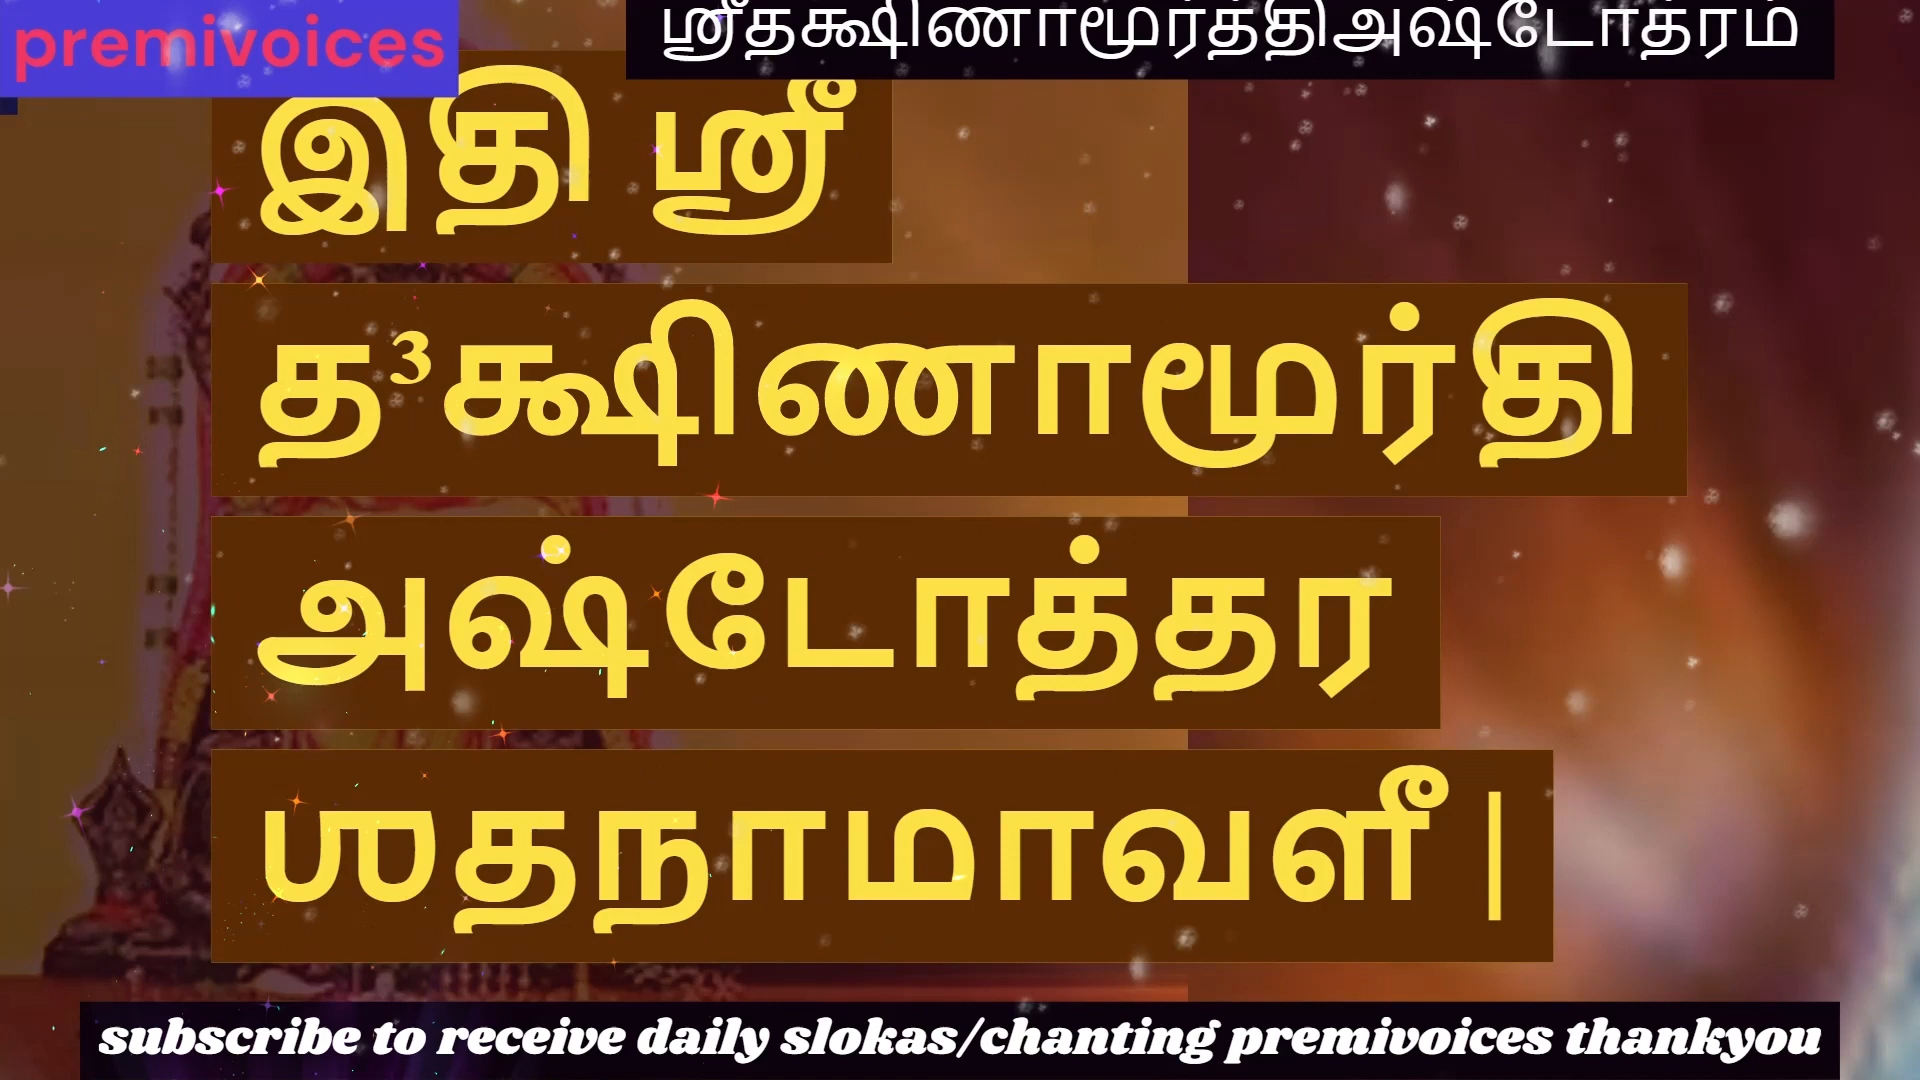 premivoices
ஸ்ரீதக்ஷிணாமூர்த்திஅஷ்டோத்ரம்
இதி ஶ்ரீ
த³க்ஷிணாமூர்தி
அஷ்டோத்தர
ஶதநாமாவளீ |
subscribe to receive daily slokas/chanting premivoices thankyou